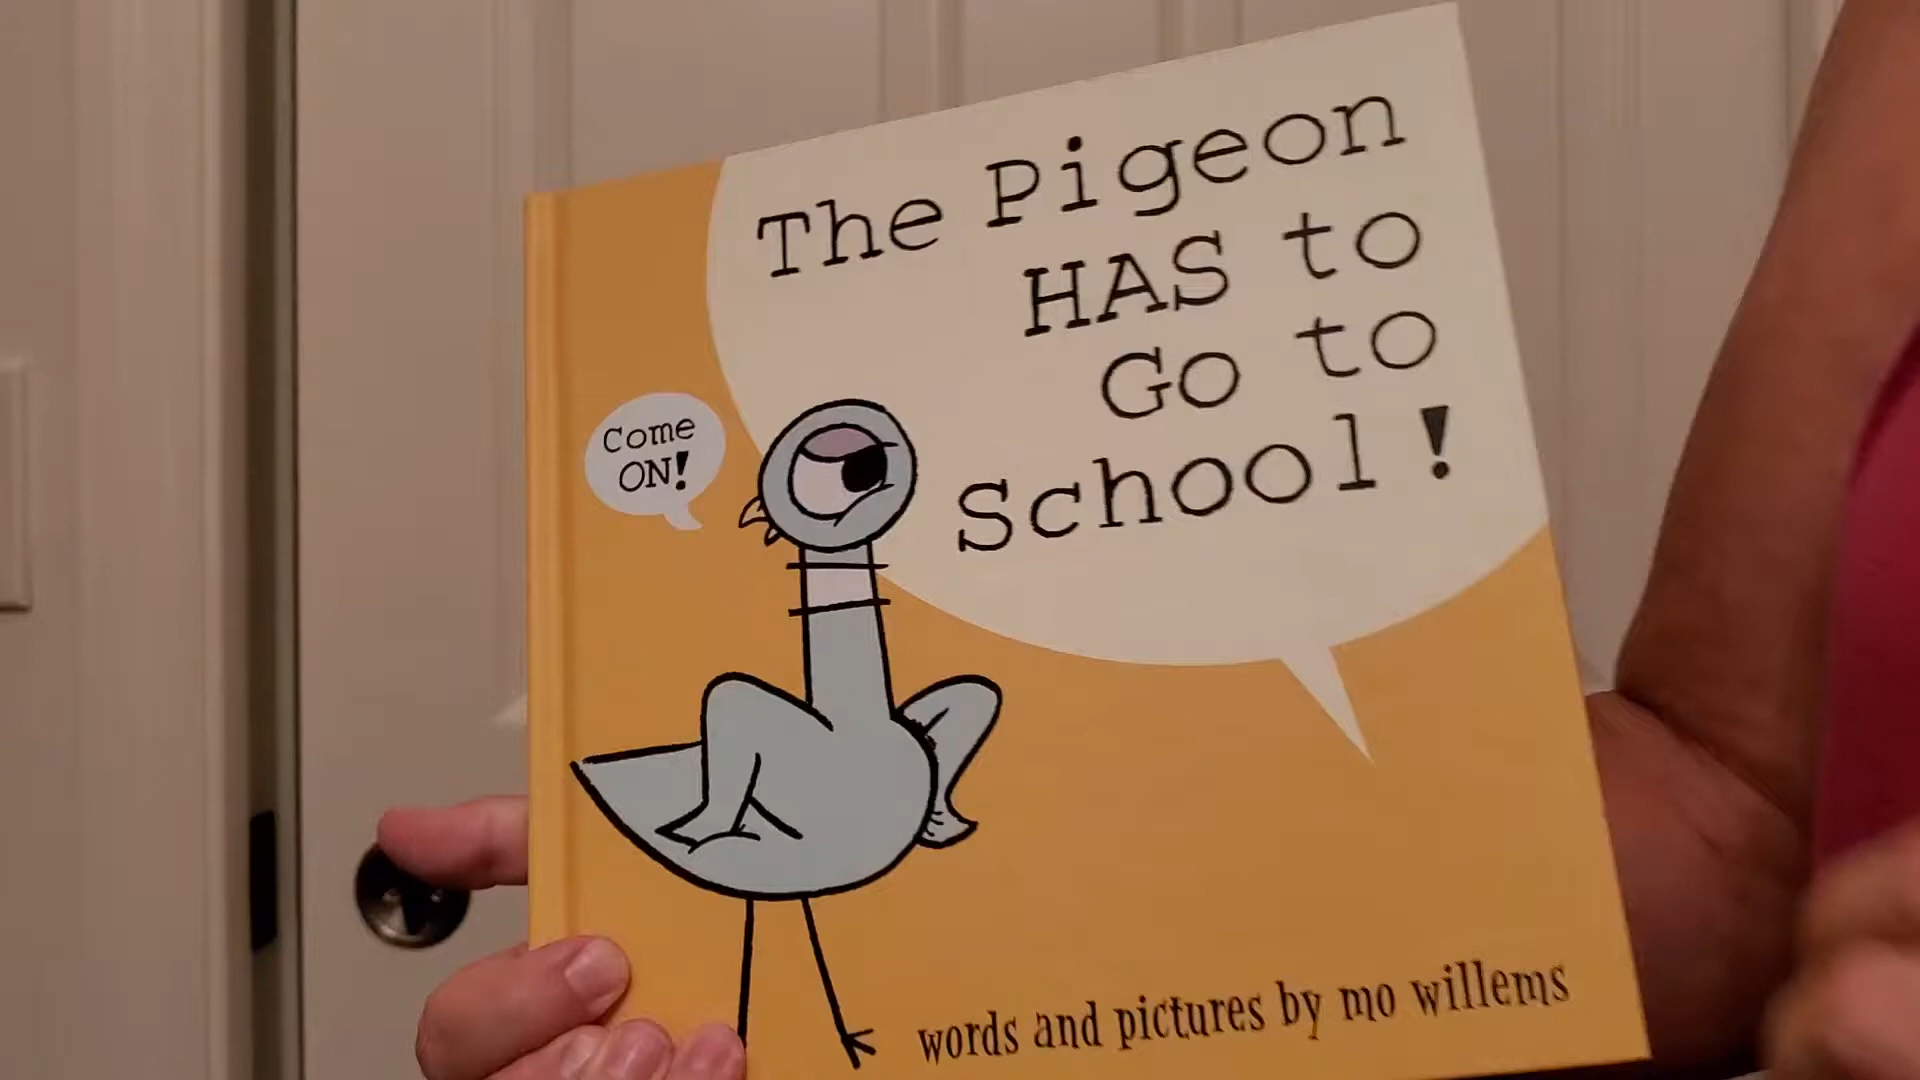 The Pigeon
HAS to
Go to
School!
Come
ON!
words and pictures by mo willems